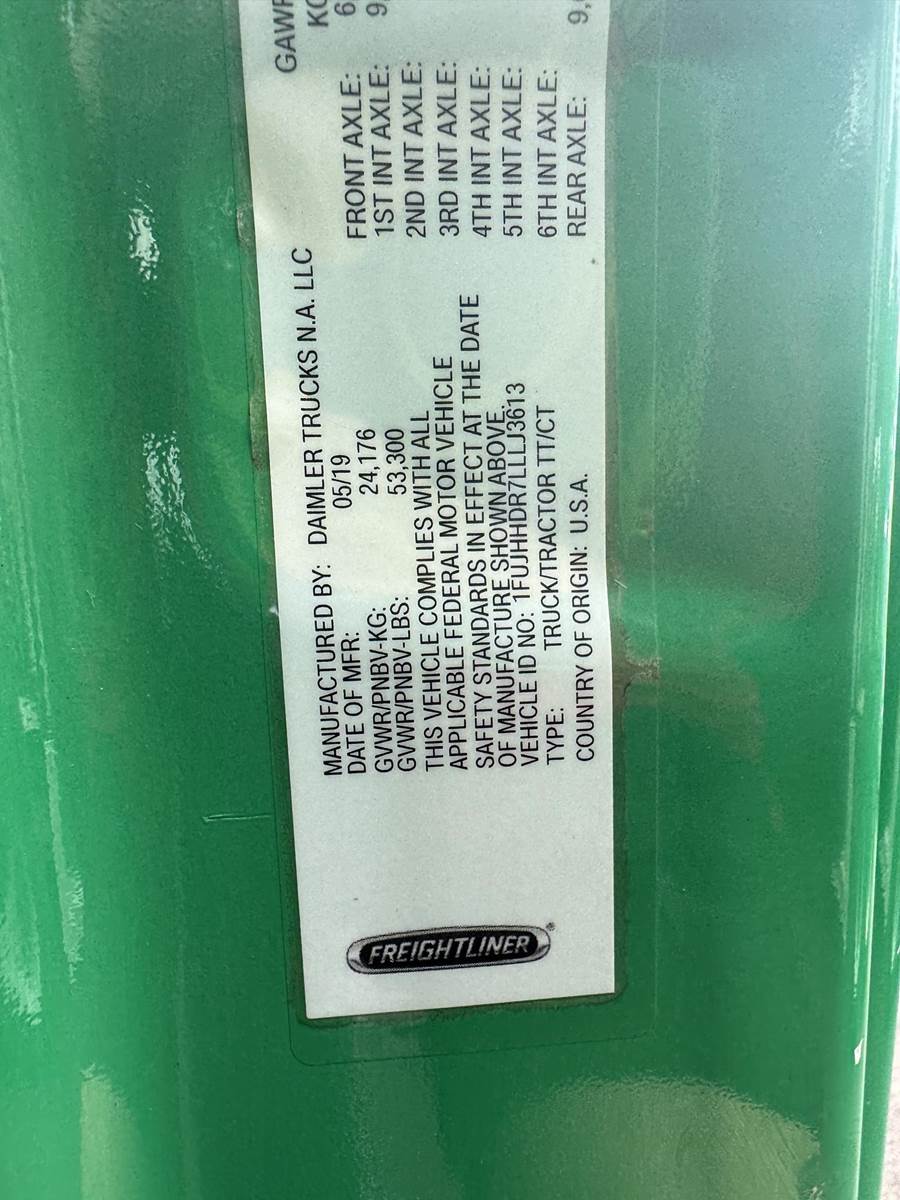 FREIGHTLINER®
MANUFACTURED BY: DAIMLER TRUCKS N.A. LLC
DATE OF MFR: 05/19
GVWR/PNBV-KG: 24,176
GVWR/PNBV-LBS: 53,300
THIS VEHICLE COMPLIES WITH ALL
APPLICABLE FEDERAL MOTOR VEHICLE
SAFETY STANDARDS IN EFFECT AT THE DATE
OF MANUFACTURE SHOWN ABOVE.
VEHICLE ID NO: 1FUJHHDR7LLLJ3613
TYPE: TRUCK/TRACTOR TT/CT
COUNTRY OF ORIGIN: U.S.A.
FRONT AXLE:
1ST INT AXLE:
2ND INT AXLE:
3RD INT AXLE:
4TH INT AXLE:
5TH INT AXLE:
6TH INT AXLE:
REAR AXLE: